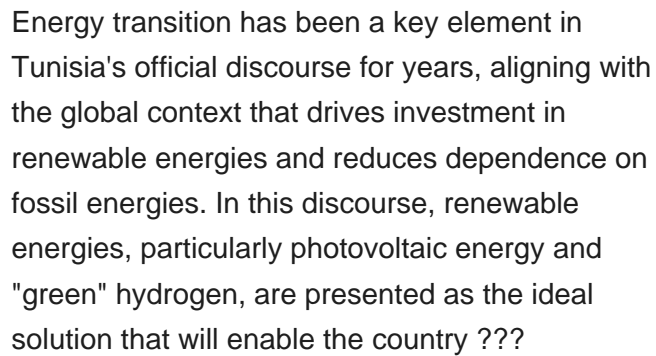 Energy transition has been a key element in
Tunisia's official discourse for years, aligning with
the global context that drives investment in
renewable energies and reduces dependence on
fossil energies. In this discourse, renewable
energies, particularly photovoltaic energy and
"green" hydrogen, are presented as the ideal
solution that will enable the country ???